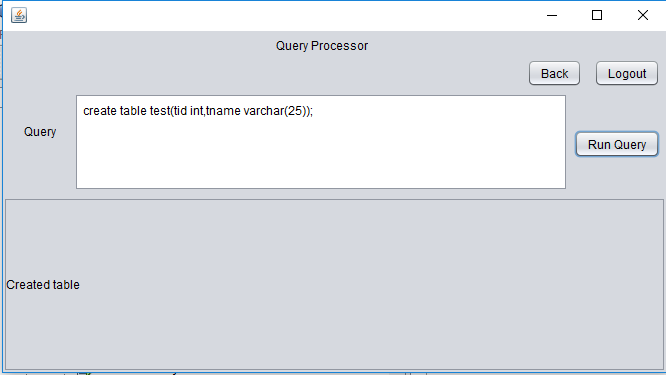 Query Processor
Back Logout
Query
create table test(tid int,tname varchar(25));
Run Query
Created table